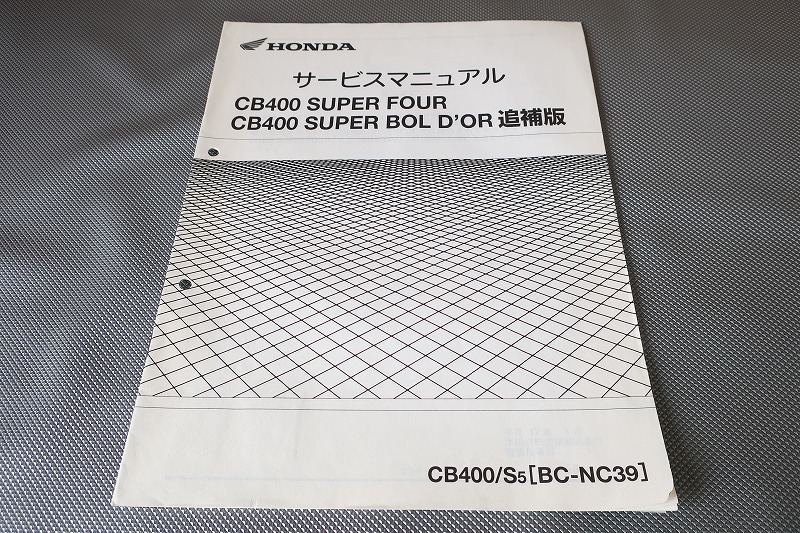 HONDA
サービスマニュアル
CB400 SUPER FOUR
CB400 SUPER BOL D'OR 追補版
CB400/S5[BC-NC39]